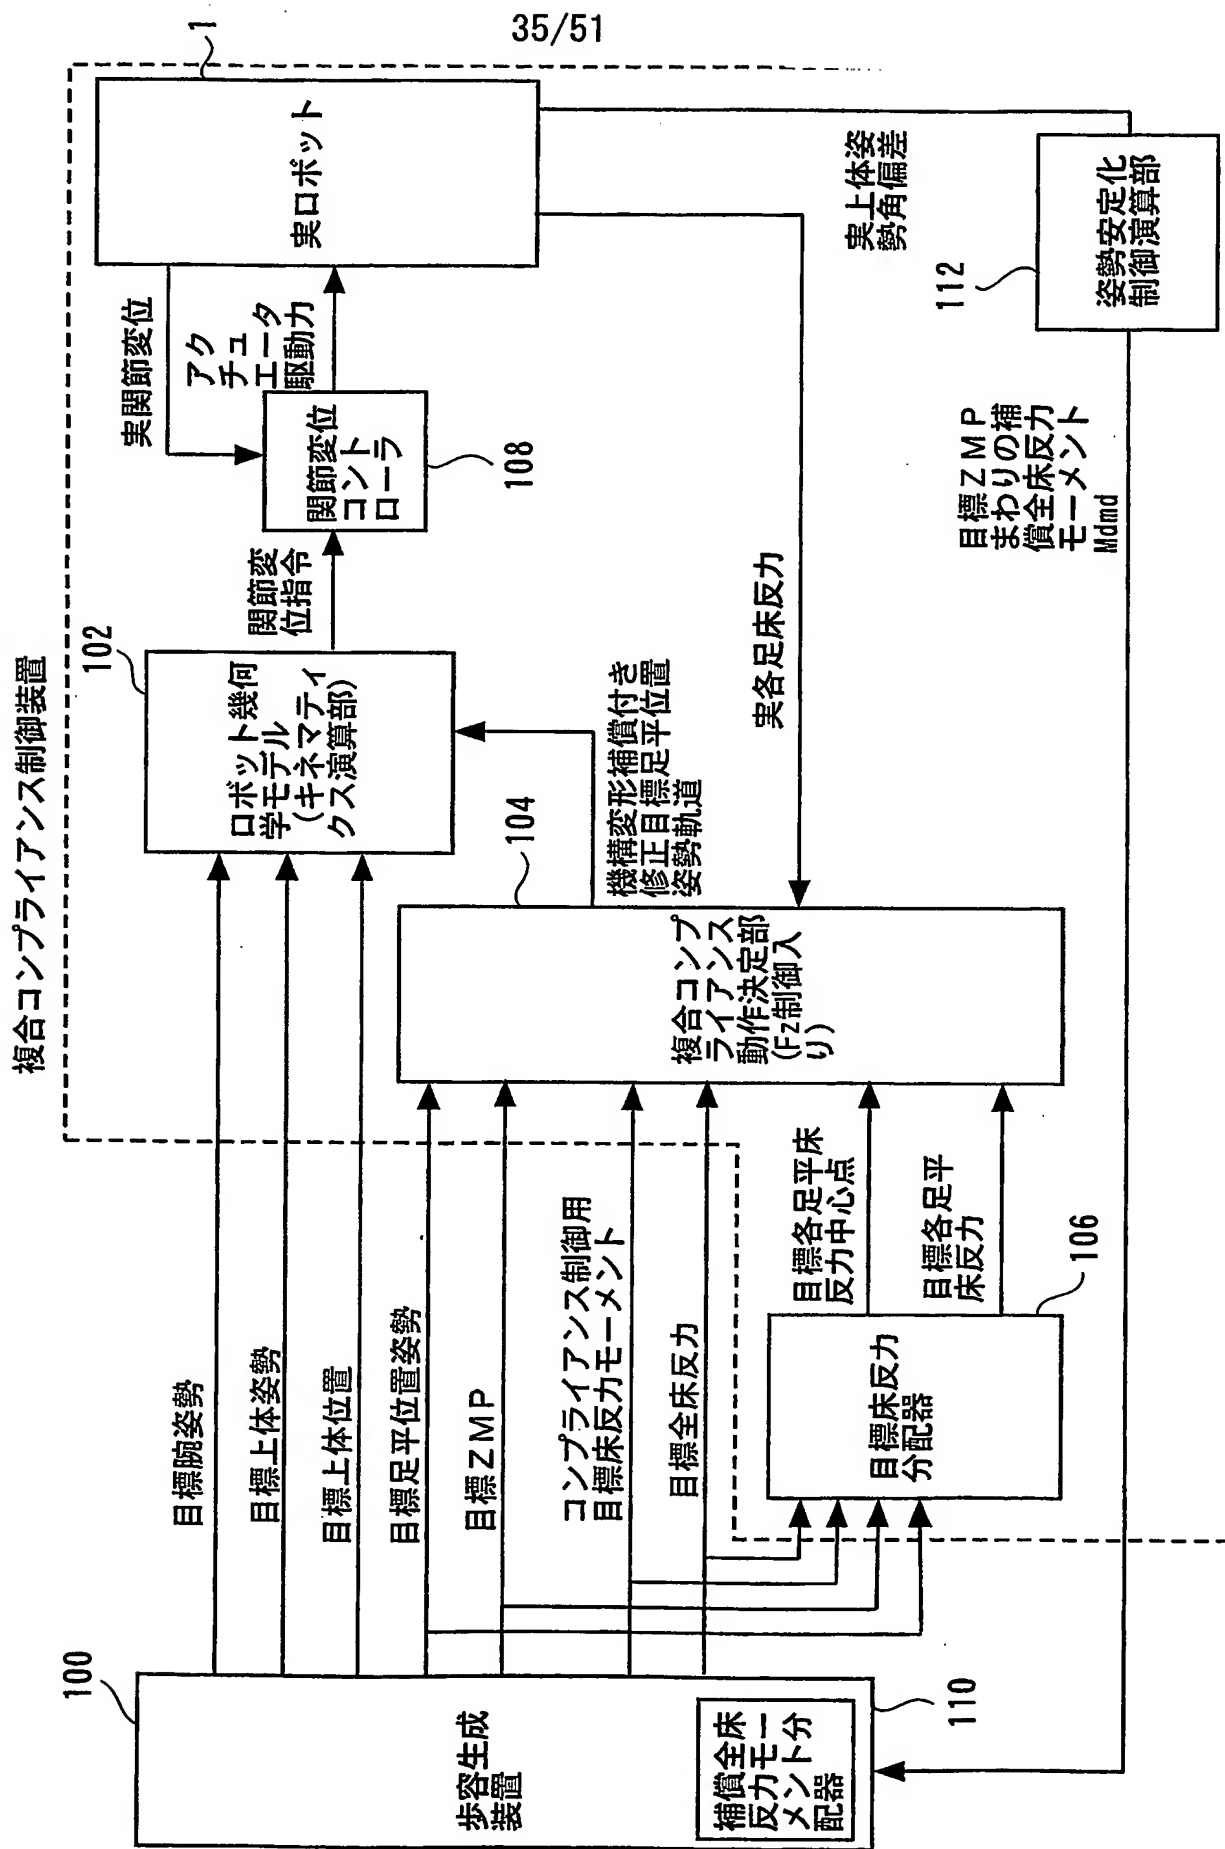 35/51
複合コンプライアンス制御装置
100
歩容生成
装置
110
補償全床
反力モー
メント分
配器
目標腕姿勢
目標上体姿勢
目標上体位置
目標足平位置姿勢
目標ZMP
コンプライアンス制御用
目標床反力モーメント
目標全床反力
106
目標床反力
分配器
目標各足平床
反力中心点
目標各足平
床反力
102
ロボット幾何
学モデル
(キネマティ
クス演算部)
104
複合コンプ
ライアンス
動作決定部
(Fz制御入
り)
機構変形補償付き
修正目標足平位置
姿勢軌道
関節変
位指令
108
関節変位
コント
ローラ
実関節変位
アク
チュ
エータ
駆動力
1
実ロボット
実各足床反力
実上体姿
勢角偏差
112
姿勢安定化
制御演算部
目標ZMP
まわりの補
償全床反力
モーメント
Mdmd